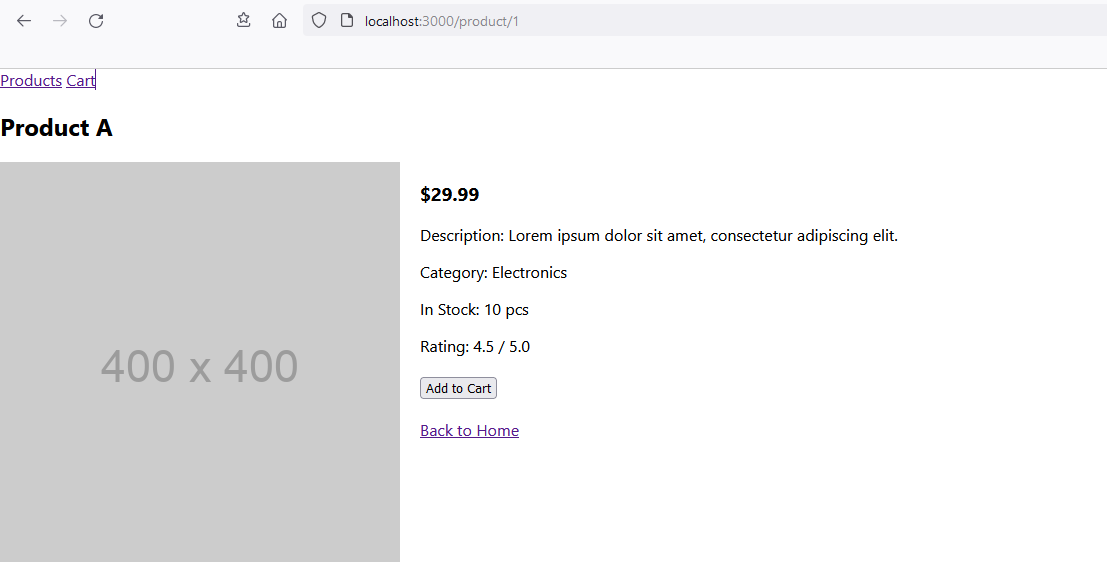 localhost:3000/product/1
Products Cart
Product A
400 x 400
$29.99
Description: Lorem ipsum dolor sit amet, consectetur adipiscing elit.
Category: Electronics
In Stock: 10 pcs
Rating: 4.5 / 5.0
Add to Cart
Back to Home